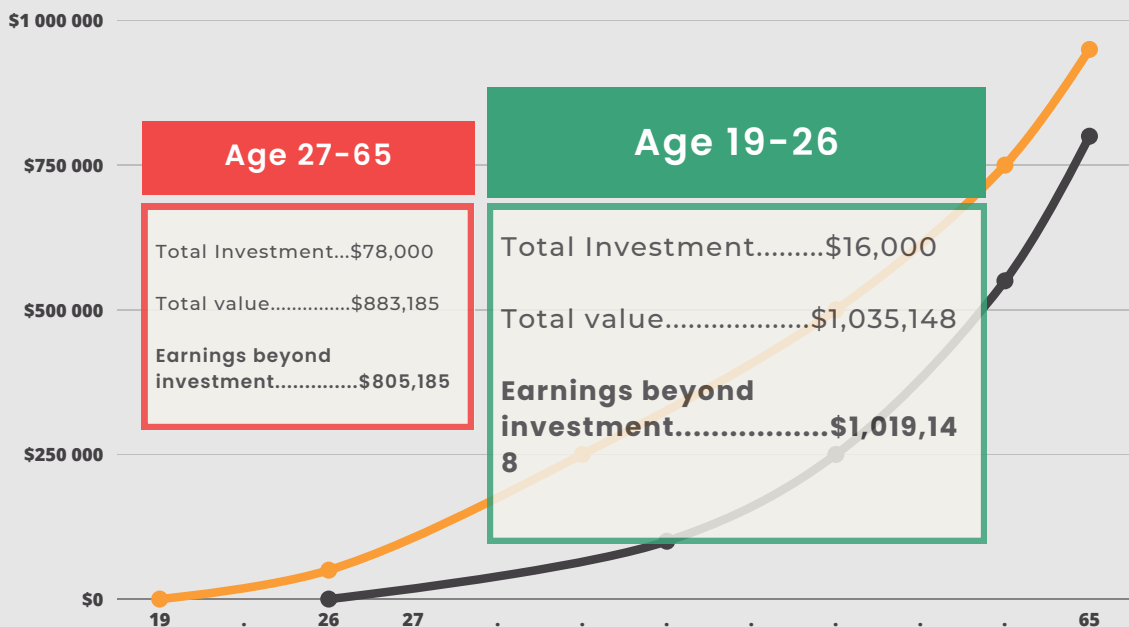 $1 000 000
$750 000
$500 000
$250 000
$0
Age 27-65
Total Investment...$78,000
Total value...............$883,185
Earnings beyond
investment..............$805,185
Age 19-26
Total Investment.........$16,000
Total value...................$1,035,148
Earnings beyond
investment..................$1,019,14
8
19 . 26 27 . . . . . . . 65